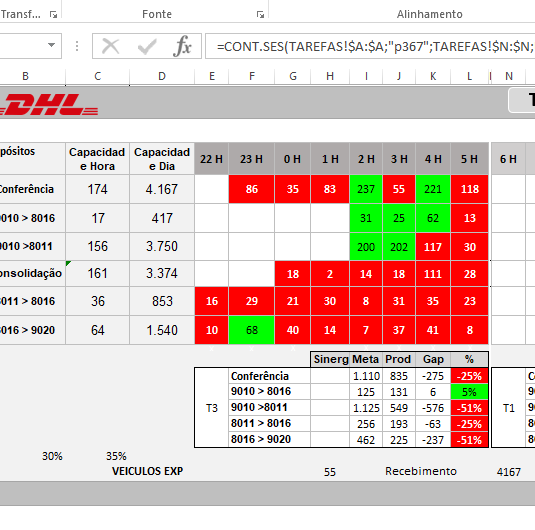 Transf... Fonte Alinhamento
fx =CONT.SES(TAREFAS!$A:$A;"p367";TAREFAS!$N:$N;
B C D E F G H I J K L N
DHL T
pósitos Capacidad e Hora Capacidad e Dia 22 H 23 H 0 H 1 H 2 H 3 H 4 H 5 H 6 H
Conferência 174 4.167 86 35 83 237 55 221 118
9010 > 8016 17 417 31 25 62 13
9010 >8011 156 3.750 200 202 117 30
onsolidação 161 3.374 18 2 14 18 111 28
8011 > 8016 36 853 16 29 21 30 8 31 35 23
8016 > 9020 64 1.540 10 68 40 14 7 37 41 8
Sinerg Meta Prod Gap %
Conferência 1.110 835 -275 -25% C
9010 > 8016 125 131 6 5% 90
T3 9010 >8011 1.125 549 -576 -51% T1 90
8011 > 8016 256 193 -63 -25% 80
8016 > 9020 462 225 -237 -51% 80
30% 35%
VEICULOS EXP 55 Recebimento 4167